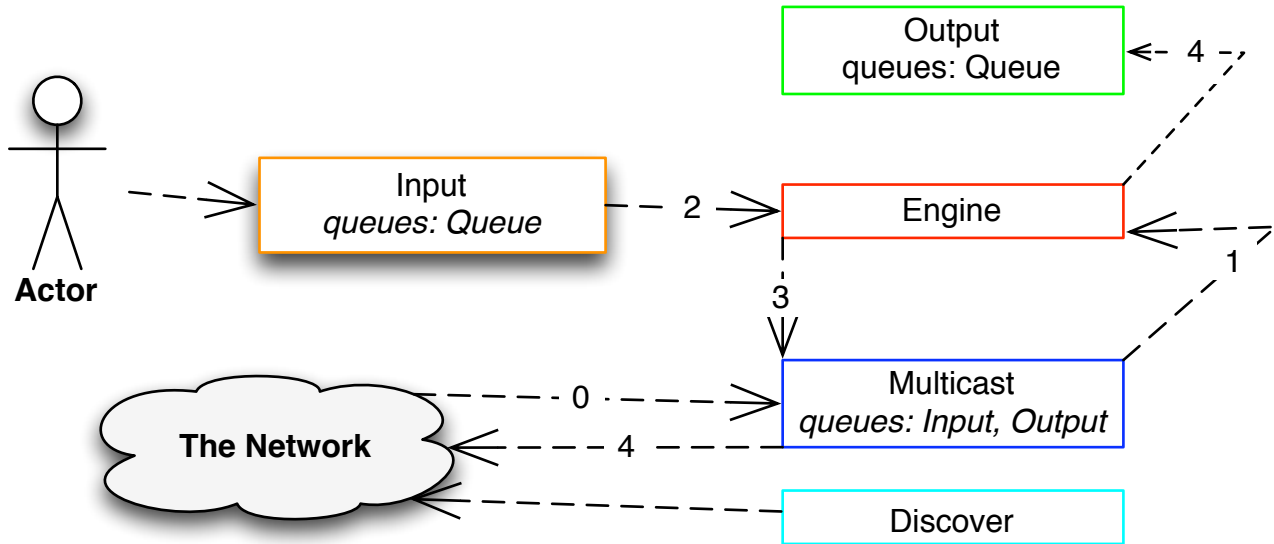 Output
queues: Queue
4
Input
queues: Queue
2
Engine
1
Actor
3
Multicast
queues: Input, Output
0
The Network
4
Discover